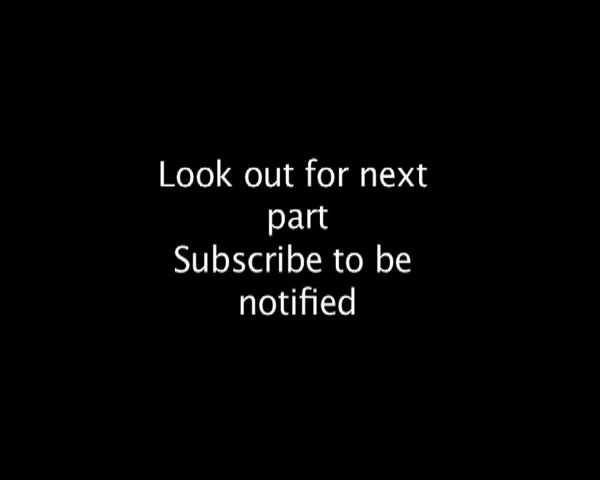 Look out for next
part
Subscribe to be
notified